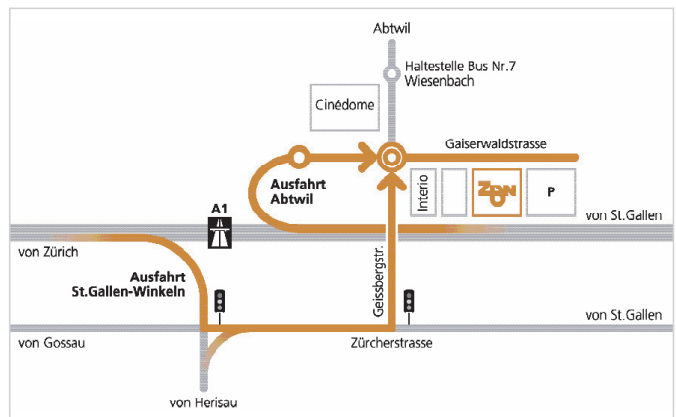 Abtwil
Haltestelle Bus Nr.7
Wiesenbach
Cinédome
Gaiserwaldstrasse
Ausfahrt
Abtwil
Interio
ZON
P
A1
von St.Gallen
von Zürich
Ausfahrt
St.Gallen-Winkeln
Geissbergstr.
von St.Gallen
von Gossau
Zürcherstrasse
von Herisau